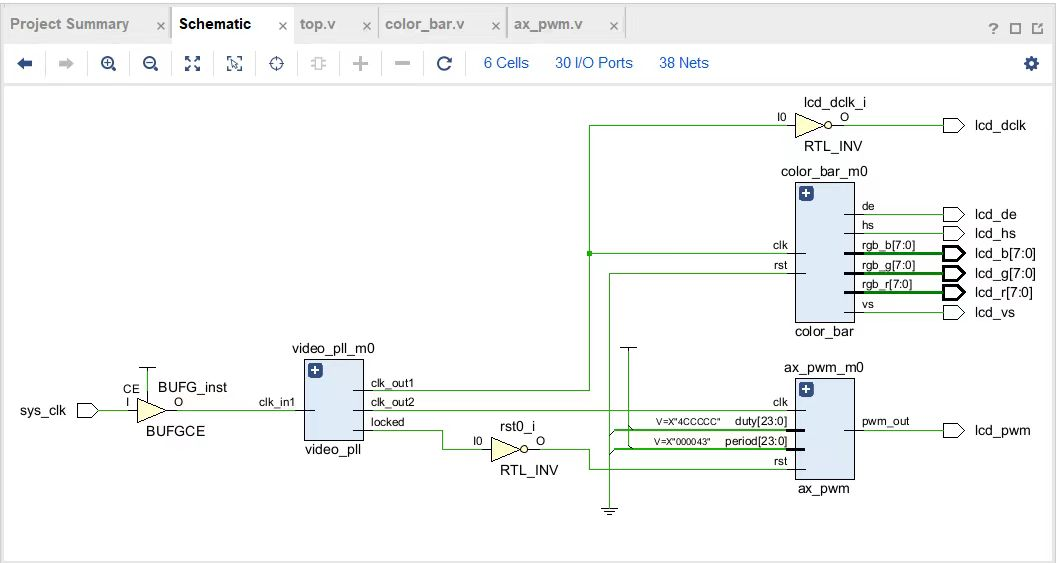 Project Summary × Schematic × top.v × color_bar.v × ax_pwm.v × ?
6 Cells 30 I/O Ports 38 Nets
lcd_dclk_i
I0 O lcd_dclk
RTL_INV
color_bar_m0
de lcd_de
hs lcd_hs
clk rgb_b[7:0] lcd_b[7:0]
rst rgb_g[7:0] lcd_g[7:0]
rgb_r[7:0] lcd_r[7:0]
vs lcd_vs
color_bar
video_pll_m0
ax_pwm_m0
CE BUFG_inst clk_out1
sys_clk I O clk_in1 clk_out2 clk
BUFGCE locked V=X"4CCCCC" duty[23:0] pwm_out lcd_pwm
rst0_i
I0 O V=X"000043" period[23:0]
video_pll
RTL_INV rst
ax_pwm